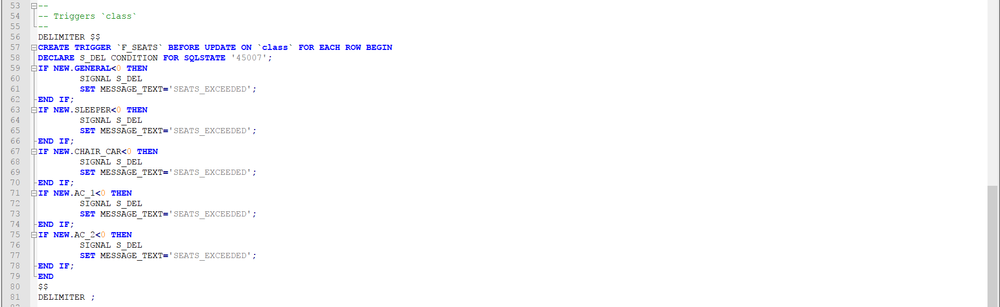 53 --
54 -- Triggers `class`
55 --
56 DELIMITER $$
57 CREATE TRIGGER `F_SEATS` BEFORE UPDATE ON `class` FOR EACH ROW BEGIN
58 DECLARE S_DEL CONDITION FOR SQLSTATE '45007';
59 IF NEW.GENERAL<0 THEN
60         SIGNAL S_DEL
61         SET MESSAGE_TEXT='SEATS_EXCEEDED';
62 END IF;
63 IF NEW.SLEEPER<0 THEN
64         SIGNAL S_DEL
65         SET MESSAGE_TEXT='SEATS_EXCEEDED';
66 END IF;
67 IF NEW.CHAIR_CAR<0 THEN
68         SIGNAL S_DEL
69         SET MESSAGE_TEXT='SEATS_EXCEEDED';
70 END IF;
71 IF NEW.AC_1<0 THEN
72         SIGNAL S_DEL
73         SET MESSAGE_TEXT='SEATS_EXCEEDED';
74 END IF;
75 IF NEW.AC_2<0 THEN
76         SIGNAL S_DEL
77         SET MESSAGE_TEXT='SEATS_EXCEEDED';
78 END IF;
79 END
80 $$
81 DELIMITER ;